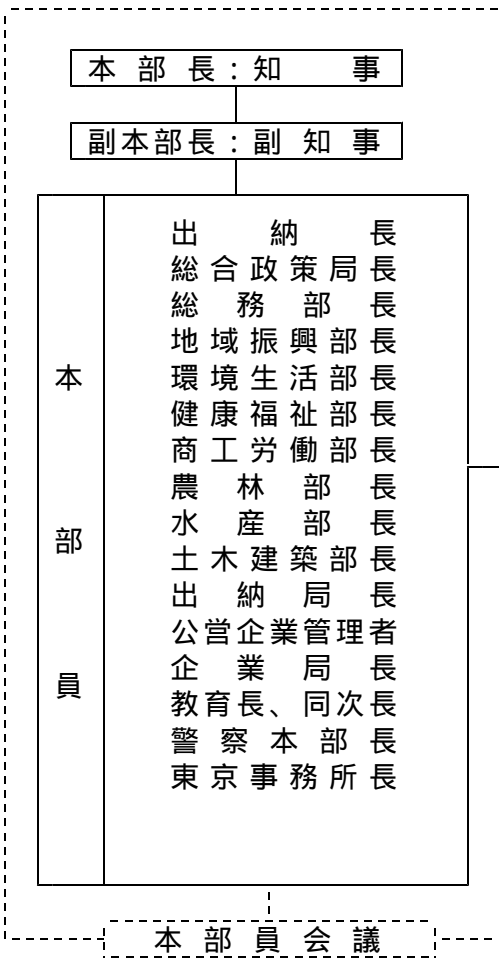 本部長：知事
副本部長：副知事
本部員
出納長
総合政策局長
総務部長
地域振興部長
環境生活部長
健康福祉部長
商工労働部長
農林部長
水産部長
土木建築部長
出納局長
公営企業管理者
企業局長
教育長、同次長
警察本部長
東京事務所長
本部員会議